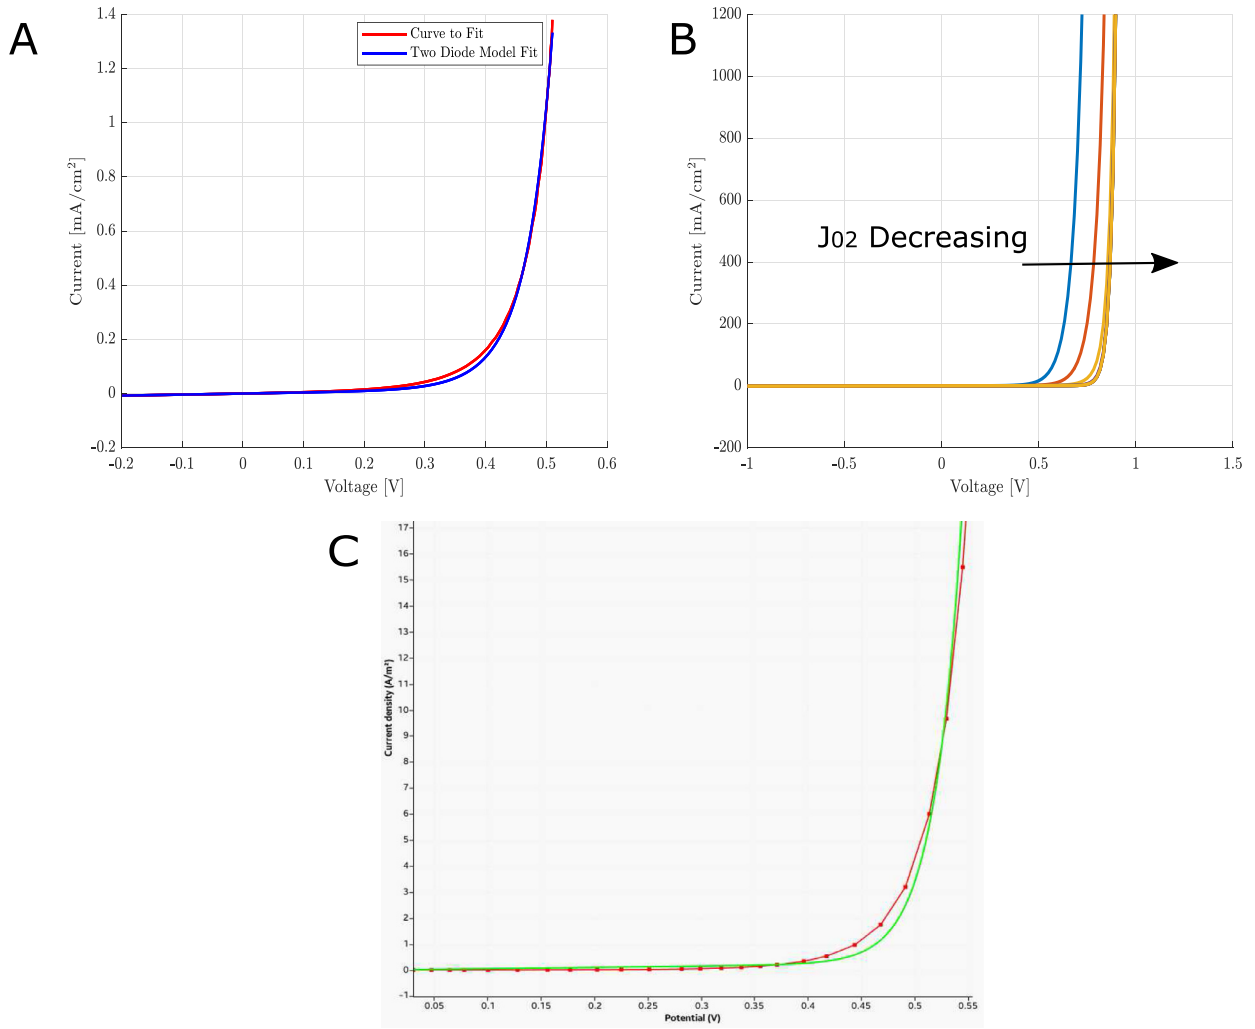 A
1.4
1.2
1
0.8
0.6
0.4
0.2
0
-0.2
Current [mA/cm²]
Curve to Fit
Two Diode Model Fit
-0.2 -0.1 0 0.1 0.2 0.3 0.4 0.5 0.6
Voltage [V]
B
1200
1000
800
600
400
200
0
-200
Current [mA/cm²]
J02 Decreasing
-1 -0.5 0 0.5 1 1.5
Voltage [V]
C
17
16
15
14
13
12
11
10
9
8
7
6
5
4
3
2
1
0
-1
Current density (A/m²)
0.05 0.1 0.15 0.2 0.25 0.3 0.35 0.4 0.45 0.5 0.55
Potential (V)